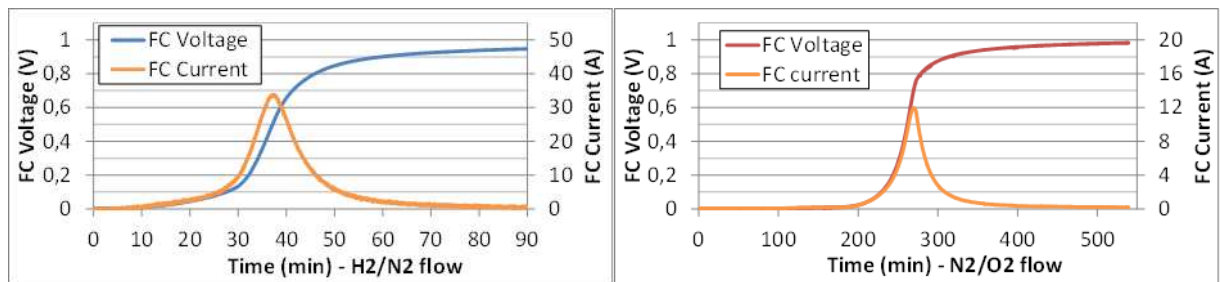 FC Voltage (V)
1
0,8
0,6
0,4
0,2
0
FC Voltage
FC Current
50
40
30
20
10
0
FC Current (A)
0 10 20 30 40 50 60 70 80 90
Time (min) - H2/N2 flow
FC Voltage (V)
1
0,8
0,6
0,4
0,2
0
FC Voltage
FC current
20
16
12
8
4
0
FC Current (A)
0 100 200 300 400 500
Time (min) - N2/O2 flow